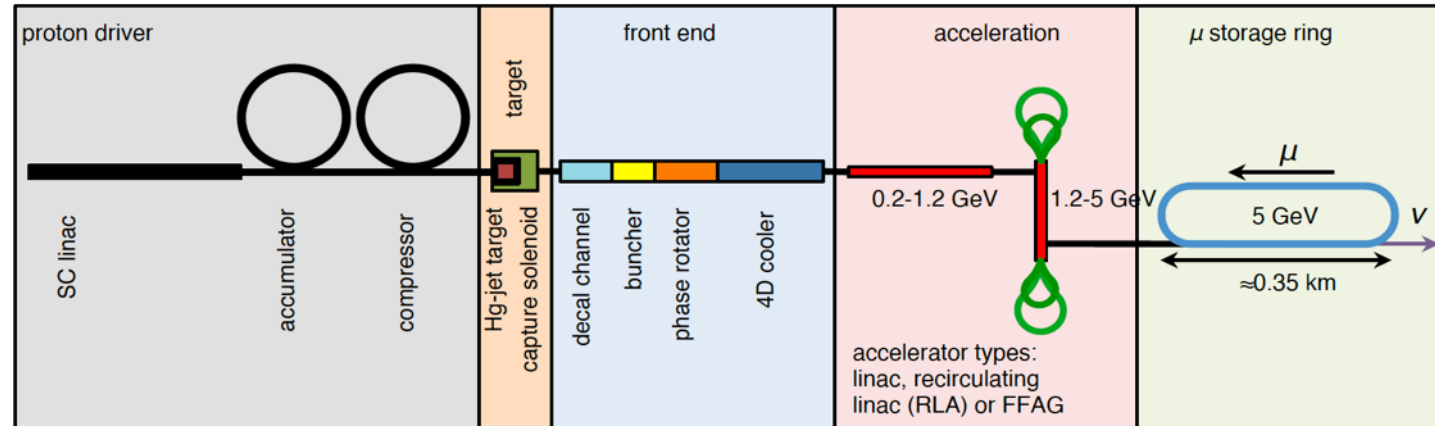 proton driver
SC linac
accumulator
compressor
target
Hg-jet target
capture solenoid
front end
decal channel
buncher
phase rotator
4D cooler
acceleration
0.2-1.2 GeV
1.2-5 GeV
accelerator types:
linac, recirculating
linac (RLA) or FFAG
μ storage ring
μ
5 GeV
ν
≈0.35 km